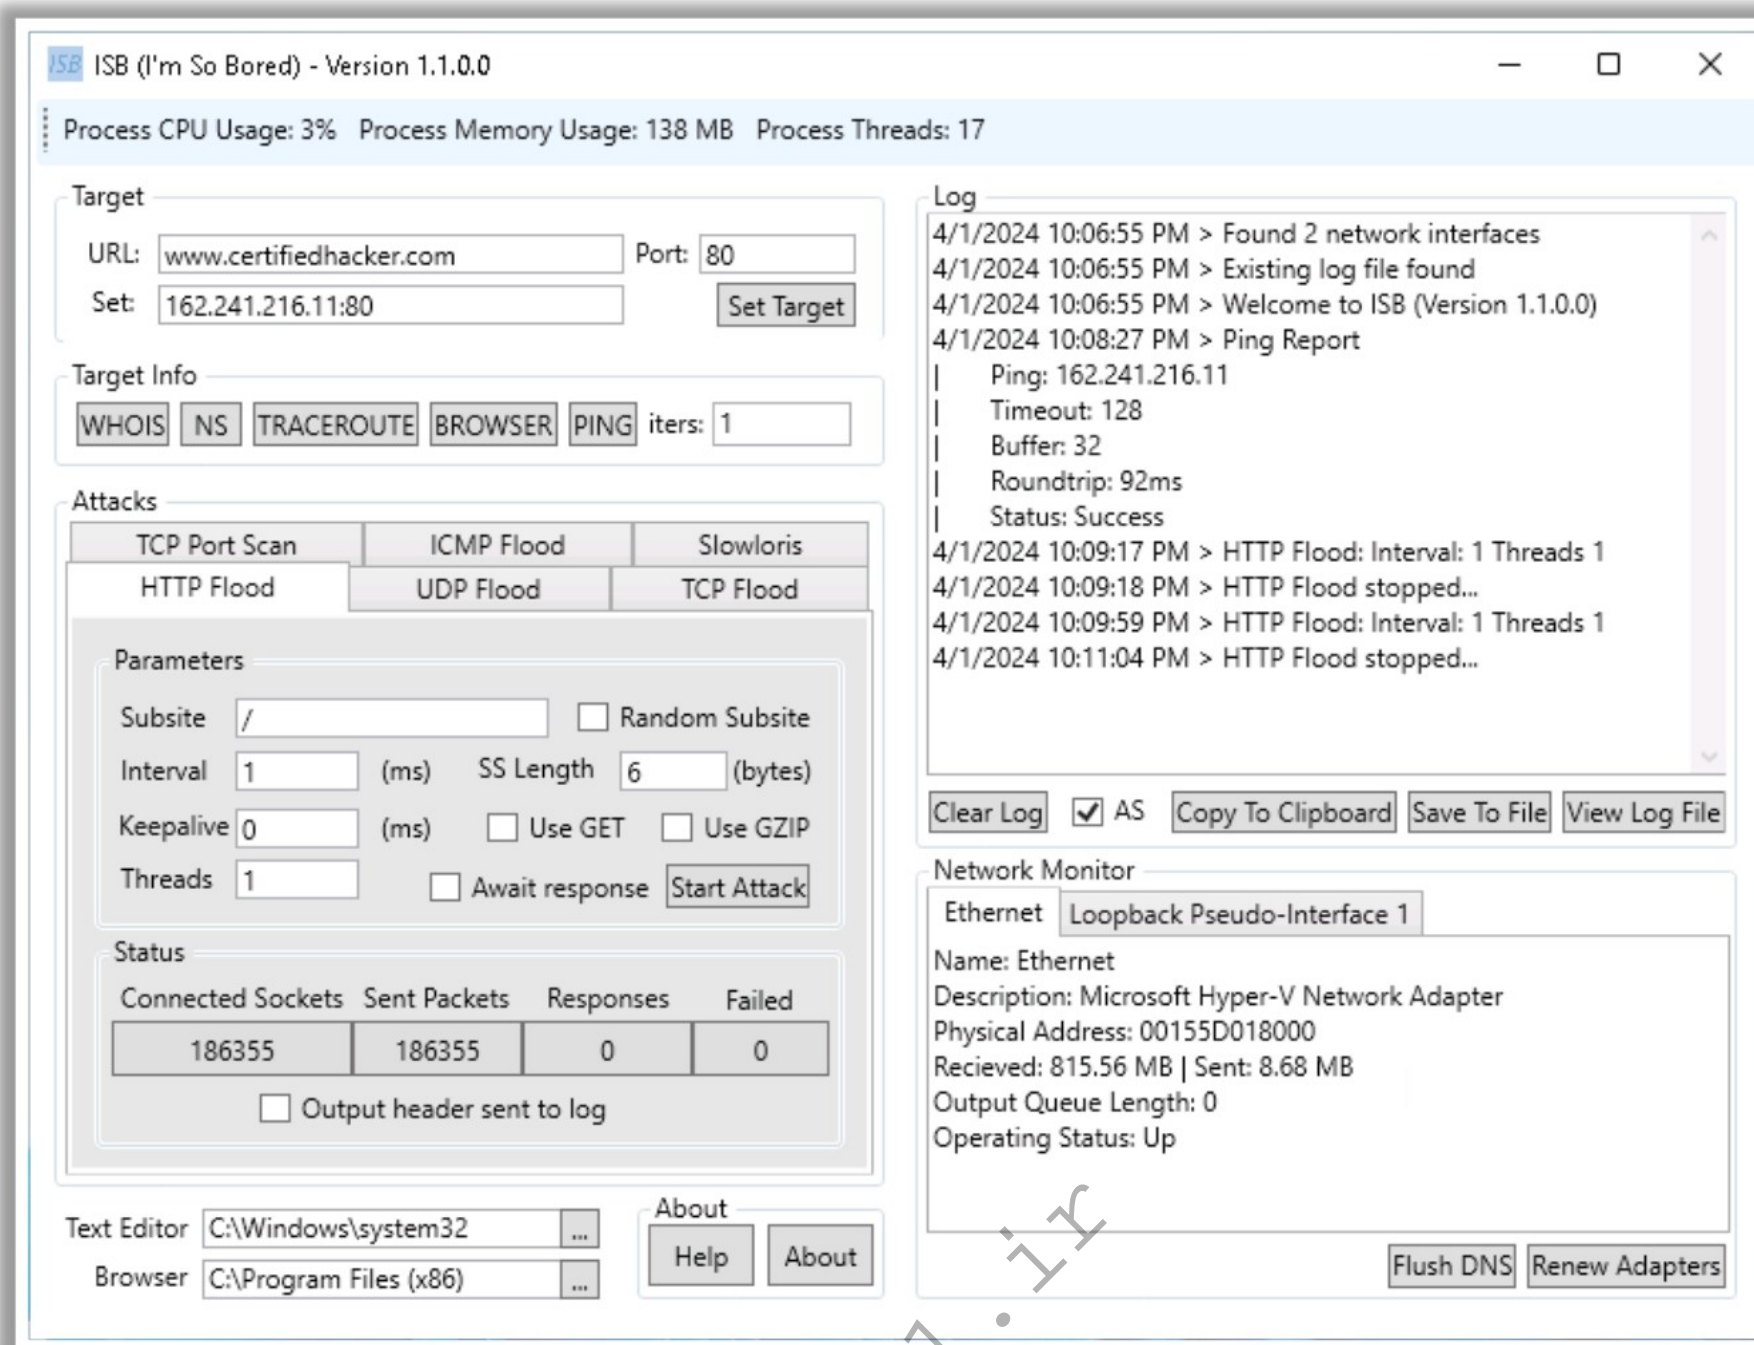 ISB ISB (I'm So Bored) - Version 1.1.0.0
Process CPU Usage: 3% Process Memory Usage: 138 MB Process Threads: 17
Target
URL: www.certifiedhacker.com Port: 80
Set: 162.241.216.11:80 Set Target
Target Info
WHOIS NS TRACEROUTE BROWSER PING iters: 1
Attacks
TCP Port Scan ICMP Flood Slowloris
HTTP Flood UDP Flood TCP Flood
Parameters
Subsite / Random Subsite
Interval 1 (ms) SS Length 6 (bytes)
Keepalive 0 (ms) Use GET Use GZIP
Threads 1 Await response Start Attack
Status
Connected Sockets Sent Packets Responses Failed
186355 186355 0 0
Output header sent to log
Text Editor C:\Windows\system32 ...
Browser C:\Program Files (x86) ...
About
Help About
Log
4/1/2024 10:06:55 PM > Found 2 network interfaces
4/1/2024 10:06:55 PM > Existing log file found
4/1/2024 10:06:55 PM > Welcome to ISB (Version 1.1.0.0)
4/1/2024 10:08:27 PM > Ping Report
| Ping: 162.241.216.11
| Timeout: 128
| Buffer: 32
| Roundtrip: 92ms
| Status: Success
4/1/2024 10:09:17 PM > HTTP Flood: Interval: 1 Threads 1
4/1/2024 10:09:18 PM > HTTP Flood stopped...
4/1/2024 10:09:59 PM > HTTP Flood: Interval: 1 Threads 1
4/1/2024 10:11:04 PM > HTTP Flood stopped...
Clear Log AS Copy To Clipboard Save To File View Log File
Network Monitor
Ethernet Loopback Pseudo-Interface 1
Name: Ethernet
Description: Microsoft Hyper-V Network Adapter
Physical Address: 00155D018000
Recieved: 815.56 MB | Sent: 8.68 MB
Output Queue Length: 0
Operating Status: Up
Flush DNS Renew Adapters
.ir